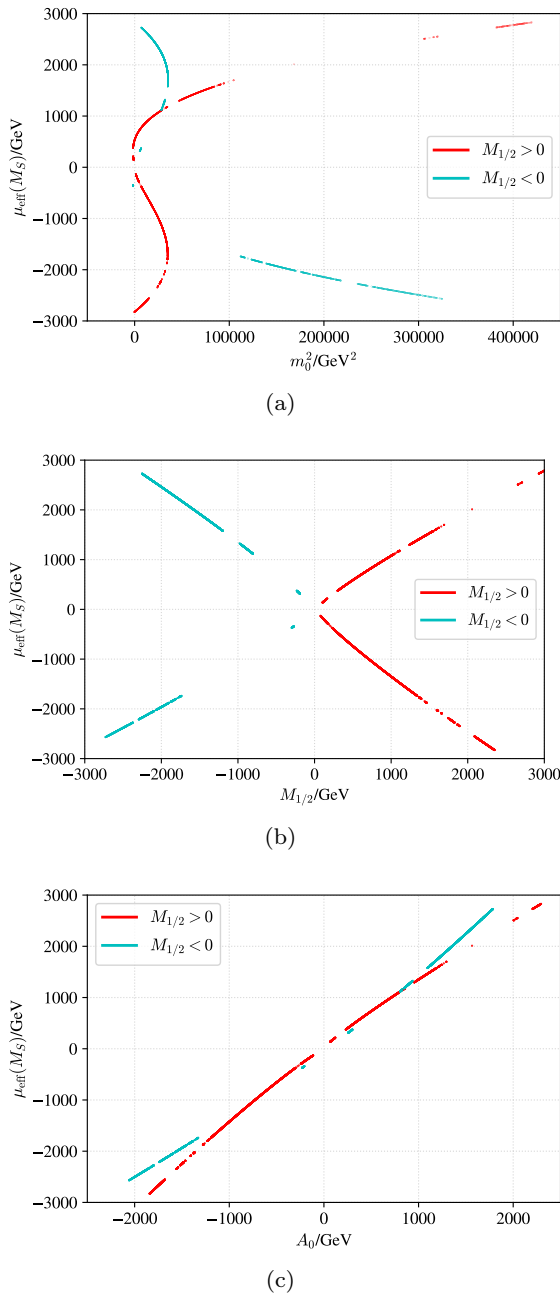 3000
2000
1000
0
−1000
−2000
−3000
μeff(MS)/GeV
M1/2 > 0
M1/2 < 0
0 100000 200000 300000 400000
m0²/GeV²
(a)
3000
2000
1000
0
−1000
−2000
−3000
μeff(MS)/GeV
M1/2 > 0
M1/2 < 0
−3000 −2000 −1000 0 1000 2000 3000
M1/2/GeV
(b)
3000
2000
1000
0
−1000
−2000
−3000
μeff(MS)/GeV
M1/2 > 0
M1/2 < 0
−2000 −1000 0 1000 2000
A0/GeV
(c)